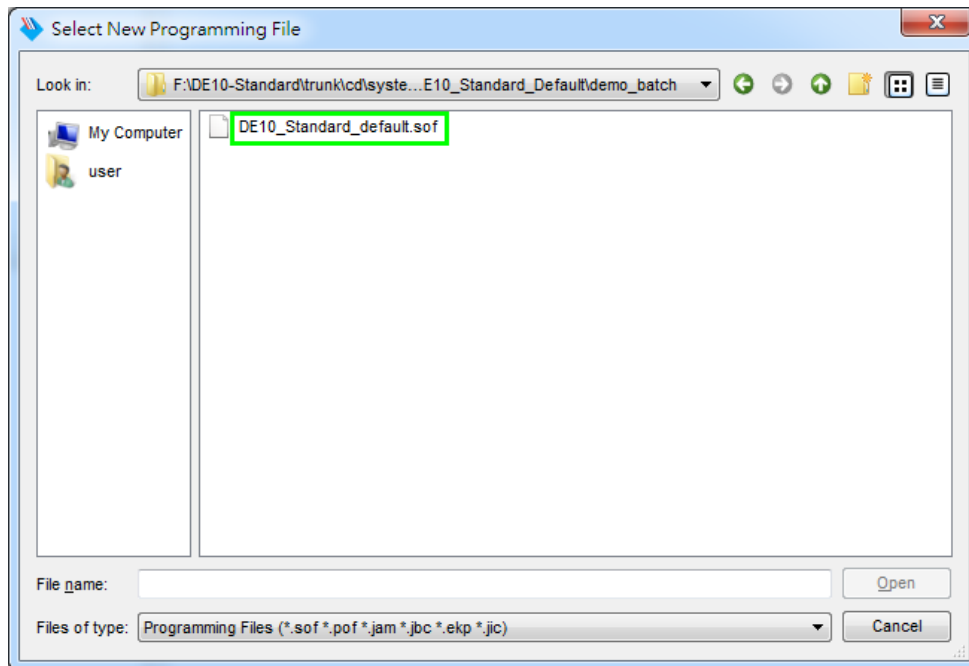 Select New Programming File
Look in: F:\DE10-Standard\trunk\cd\syste...E10_Standard_Default\demo_batch
My Computer
user
DE10_Standard_default.sof
File name: Open
Files of type: Programming Files (*.sof *.pof *.jam *.jbc *.ekp *.jic) Cancel